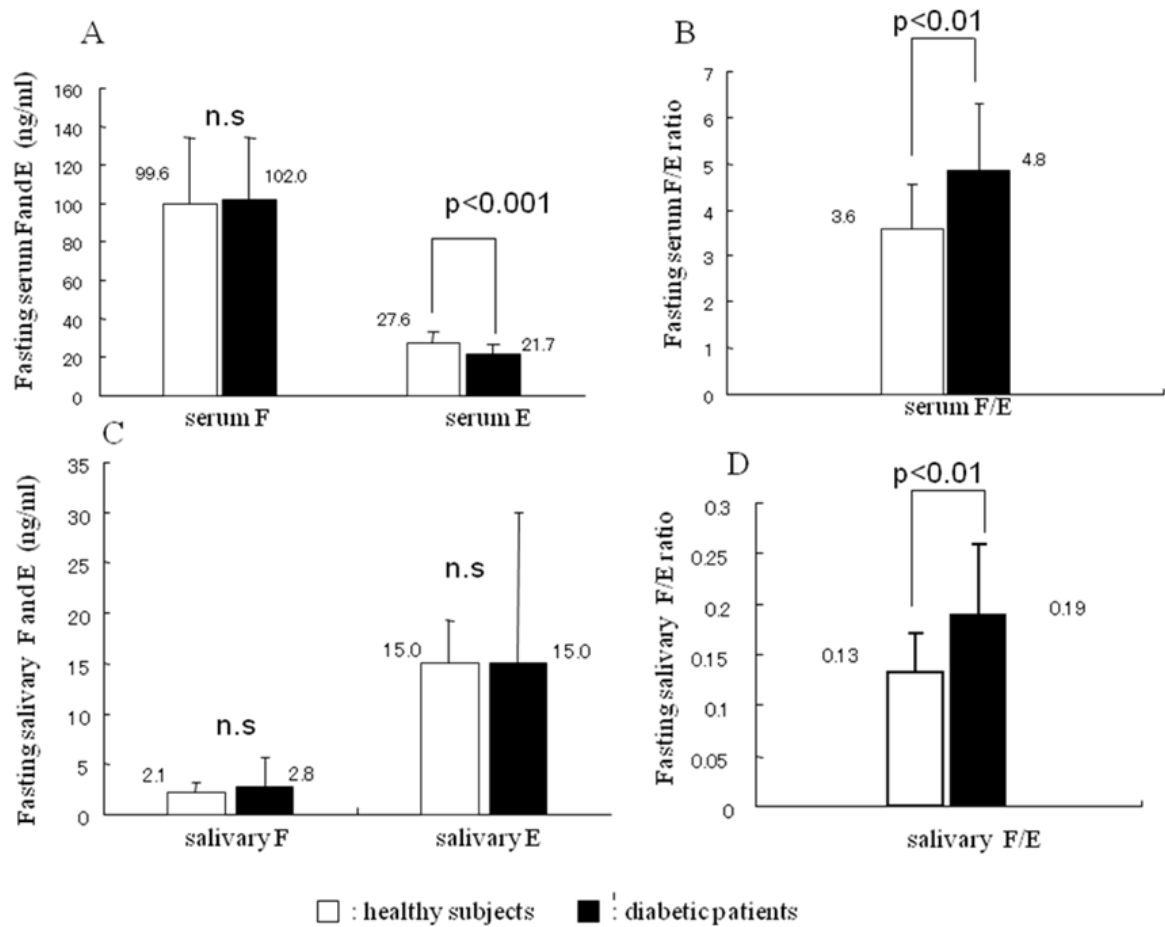 A
Fasting serum F and E (ng/ml)
160
140
120
100
80
60
40
20
0
n.s
99.6
102.0
p<0.001
27.6
21.7
serum F
serum E
B
p<0.01
Fasting serum F/E ratio
7
6
5
4
3
2
1
0
3.6
4.8
serum F/E
C
Fasting salivary F and E (ng/ml)
35
30
25
20
15
10
5
0
n.s
2.1
2.8
n.s
15.0
15.0
salivary F
salivary E
D
p<0.01
Fasting salivary F/E ratio
0.3
0.25
0.2
0.15
0.1
0.05
0
0.13
0.19
salivary F/E
: healthy subjects
: diabetic patients